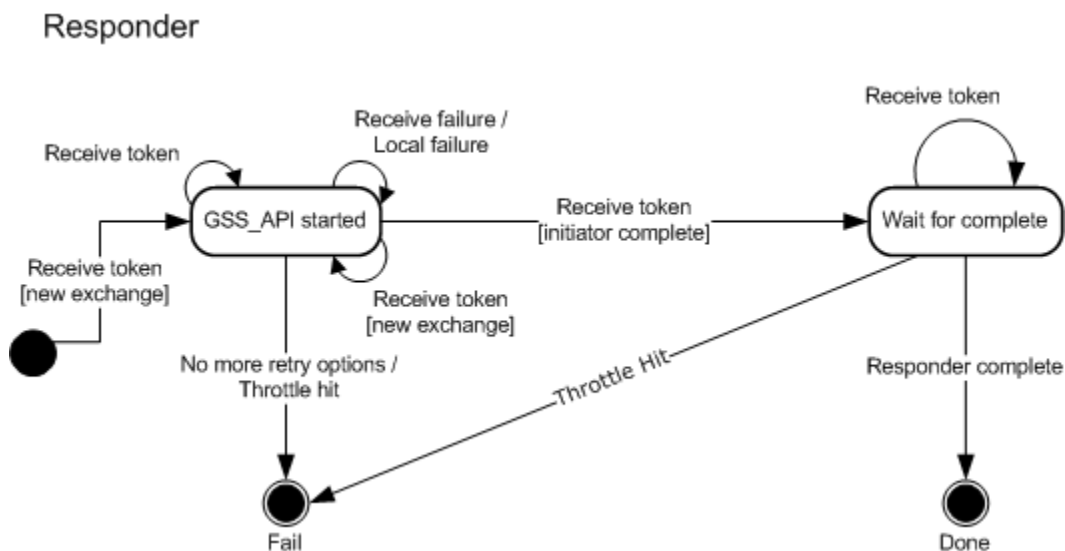 Responder
Receive token
Receive failure /
Local failure
Receive token
GSS_API started
Receive token
[initiator complete]
Wait for complete
Receive token
[new exchange]
Receive token
[new exchange]
No more retry options /
Throttle hit
Throttle Hit
Responder complete
Fail
Done